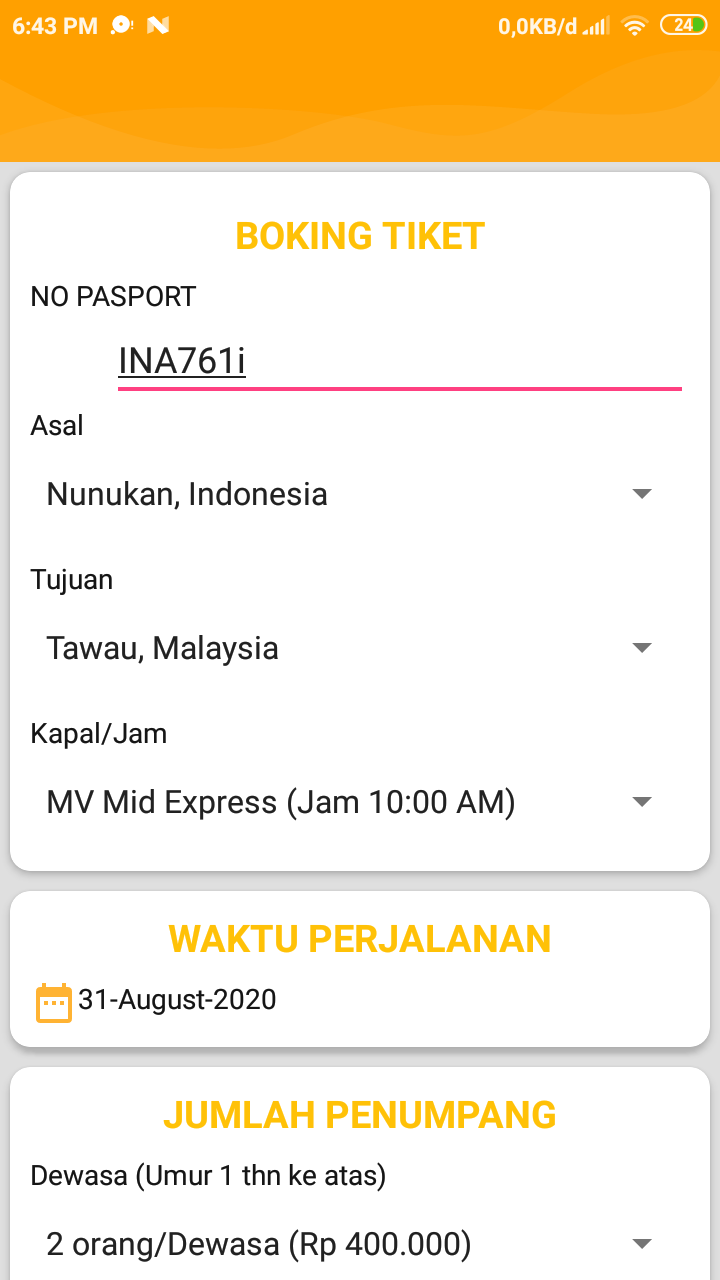 6:43 PM 0,0KB/d 24
BOKING TIKET
NO PASPORT
INA761i
Asal
Nunukan, Indonesia
Tujuan
Tawau, Malaysia
Kapal/Jam
MV Mid Express (Jam 10:00 AM)
WAKTU PERJALANAN
31-August-2020
JUMLAH PENUMPANG
Dewasa (Umur 1 thn ke atas)
2 orang/Dewasa (Rp 400.000)